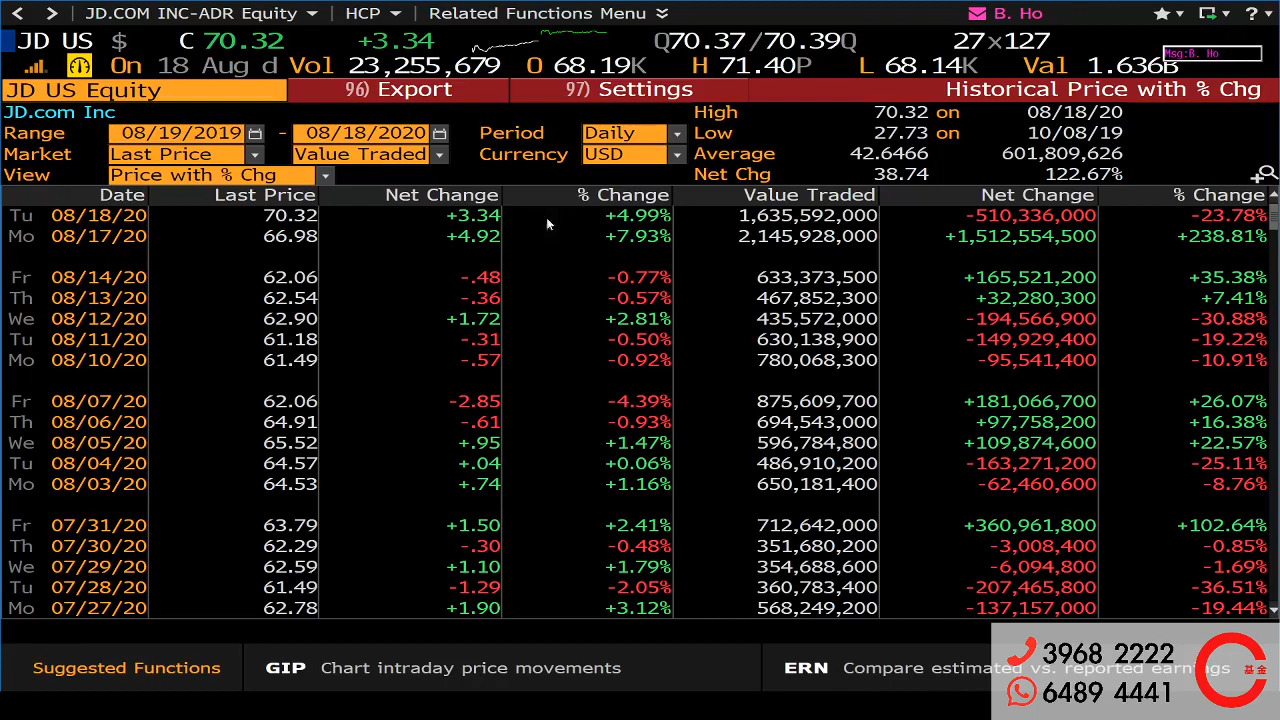 < > JD.COM INC-ADR Equity HCP Related Functions Menu B. Ho ?
JD US $ C 70.32 +3.34 Q70.37/70.39Q 27×127
On 18 Aug d Vol 23,255,679 O 68.19K H 71.40P L 68.14K Val 1.636B
Msg:B. Ho
JD US Equity 96) Export 97) Settings Historical Price with % Chg
JD.com Inc High 70.32 on 08/18/20
Range 08/19/2019 - 08/18/2020 Period Daily Low 27.73 on 10/08/19
Market Last Price Value Traded Currency USD Average 42.6466 601,809,626
View Price with % Chg Net Chg 38.74 122.67%
Date Last Price Net Change % Change Value Traded Net Change % Change
Tu 08/18/20 70.32 +3.34 +4.99% 1,635,592,000 -510,336,000 -23.78%
Mo 08/17/20 66.98 +4.92 +7.93% 2,145,928,000 +1,512,554,500 +238.81%
Fr 08/14/20 62.06 -.48 -0.77% 633,373,500 +165,521,200 +35.38%
Th 08/13/20 62.54 -.36 -0.57% 467,852,300 +32,280,300 +7.41%
We 08/12/20 62.90 +1.72 +2.81% 435,572,000 -194,566,900 -30.88%
Tu 08/11/20 61.18 -.31 -0.50% 630,138,900 -149,929,400 -19.22%
Mo 08/10/20 61.49 -.57 -0.92% 780,068,300 -95,541,400 -10.91%
Fr 08/07/20 62.06 -2.85 -4.39% 875,609,700 +181,066,700 +26.07%
Th 08/06/20 64.91 -.61 -0.93% 694,543,000 +97,758,200 +16.38%
We 08/05/20 65.52 +.95 +1.47% 596,784,800 +109,874,600 +22.57%
Tu 08/04/20 64.57 +.04 +0.06% 486,910,200 -163,271,200 -25.11%
Mo 08/03/20 64.53 +.74 +1.16% 650,181,400 -62,460,600 -8.76%
Fr 07/31/20 63.79 +1.50 +2.41% 712,642,000 +360,961,800 +102.64%
Th 07/30/20 62.29 -.30 -0.48% 351,680,200 -3,008,400 -0.85%
We 07/29/20 62.59 +1.10 +1.79% 354,688,600 -6,094,800 -1.69%
Tu 07/28/20 61.49 -1.29 -2.05% 360,783,400 -207,465,800 -36.51%
Mo 07/27/20 62.78 +1.90 +3.12% 568,249,200 -137,157,000 -19.44%
Suggested Functions GIP Chart intraday price movements ERN Compare estimated vs. reported earnings
3968 2222
6489 4441
基金